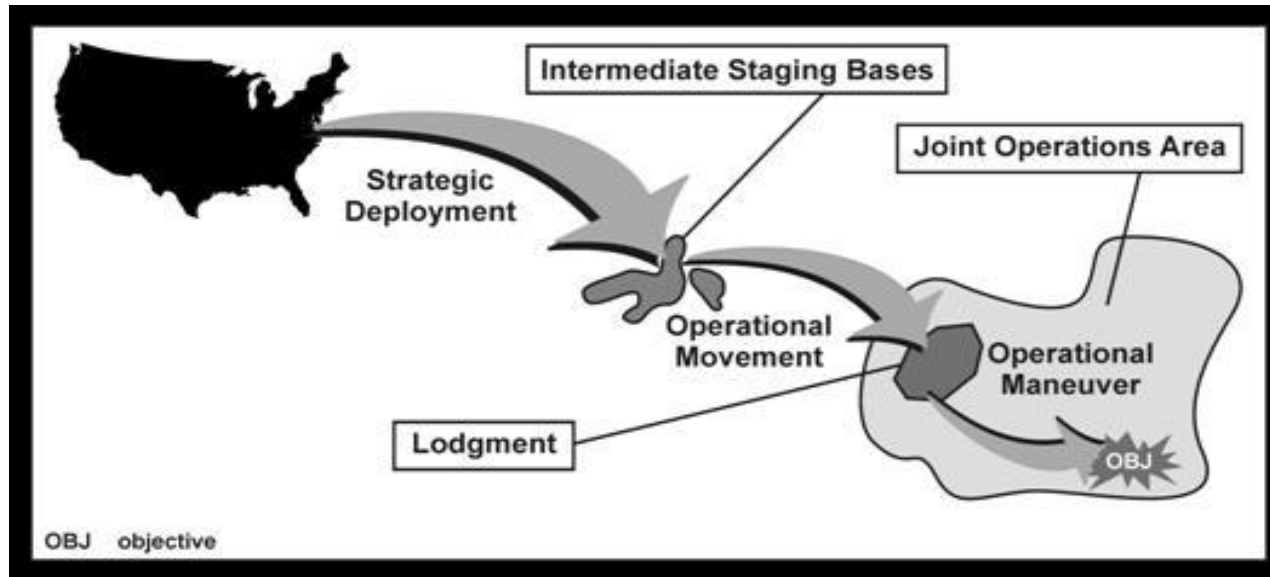 Intermediate Staging Bases
Joint Operations Area
Strategic
Deployment
Operational
Movement
Operational
Maneuver
Lodgment
OBJ
OBJ objective